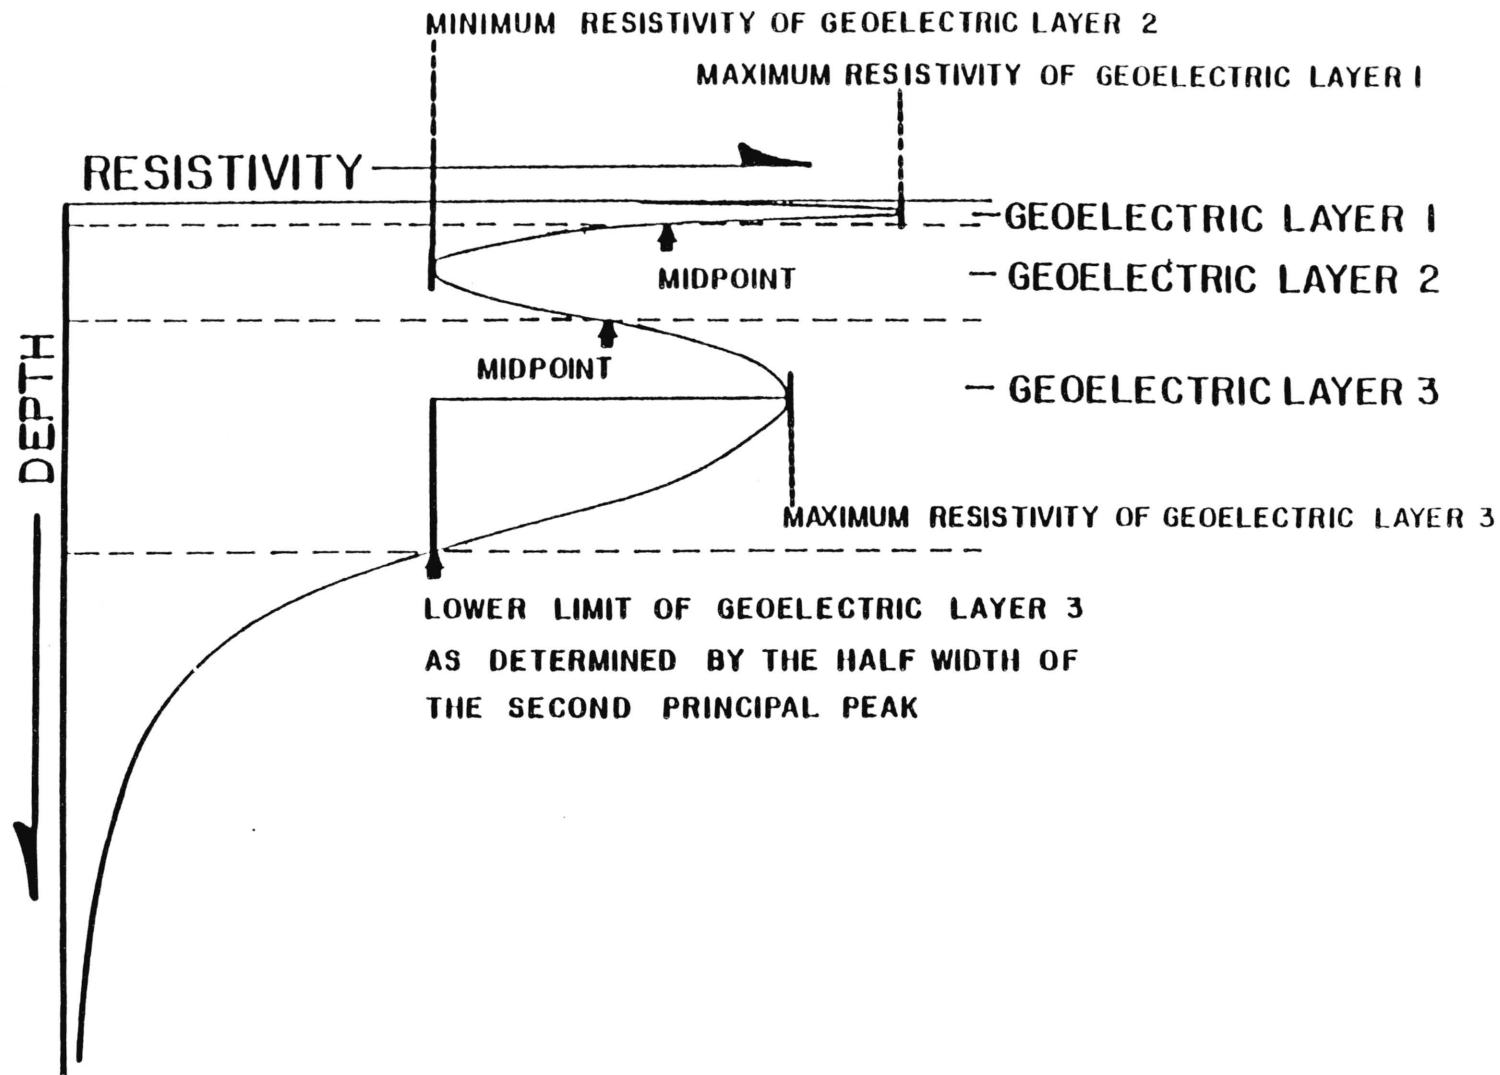 MINIMUM RESISTIVITY OF GEOELECTRIC LAYER 2
MAXIMUM RESISTIVITY OF GEOELECTRIC LAYER 1
RESISTIVITY
GEOELECTRIC LAYER 1
MIDPOINT
GEOELECTRIC LAYER 2
DEPTH
MIDPOINT
GEOELECTRIC LAYER 3
MAXIMUM RESISTIVITY OF GEOELECTRIC LAYER 3
LOWER LIMIT OF GEOELECTRIC LAYER 3
AS DETERMINED BY THE HALF WIDTH OF
THE SECOND PRINCIPAL PEAK